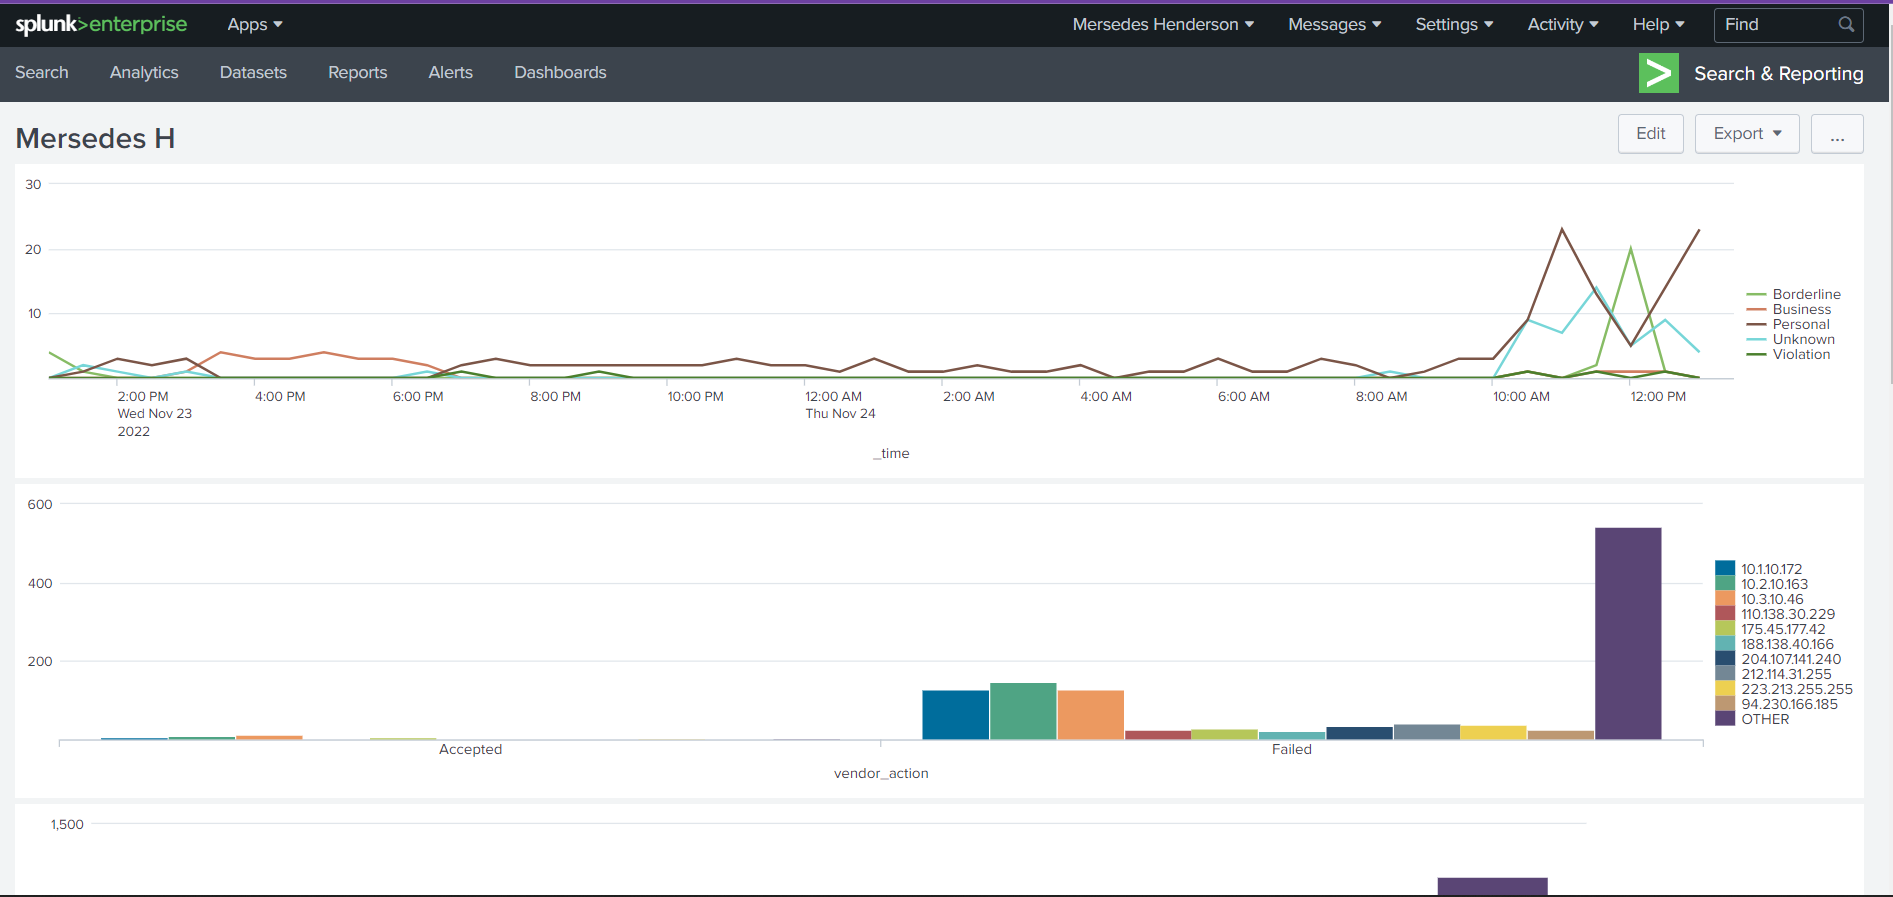 splunk>enterprise Apps Mersedes Henderson Messages Settings Activity Help Find
Search Analytics Datasets Reports Alerts Dashboards Search & Reporting
Mersedes H Edit Export ...
30
20
10
Borderline
Business
Personal
Unknown
Violation
2:00 PM 4:00 PM 6:00 PM 8:00 PM 10:00 PM 12:00 AM 2:00 AM 4:00 AM 6:00 AM 8:00 AM 10:00 AM 12:00 PM
Wed Nov 23 Thu Nov 24
2022
_time
600
400
200
10.1.10.172
10.2.10.163
10.3.10.46
110.138.30.229
175.45.177.42
188.138.40.166
204.107.141.240
212.114.31.255
223.213.255.255
94.230.166.185
OTHER
Accepted Failed
vendor_action
1,500